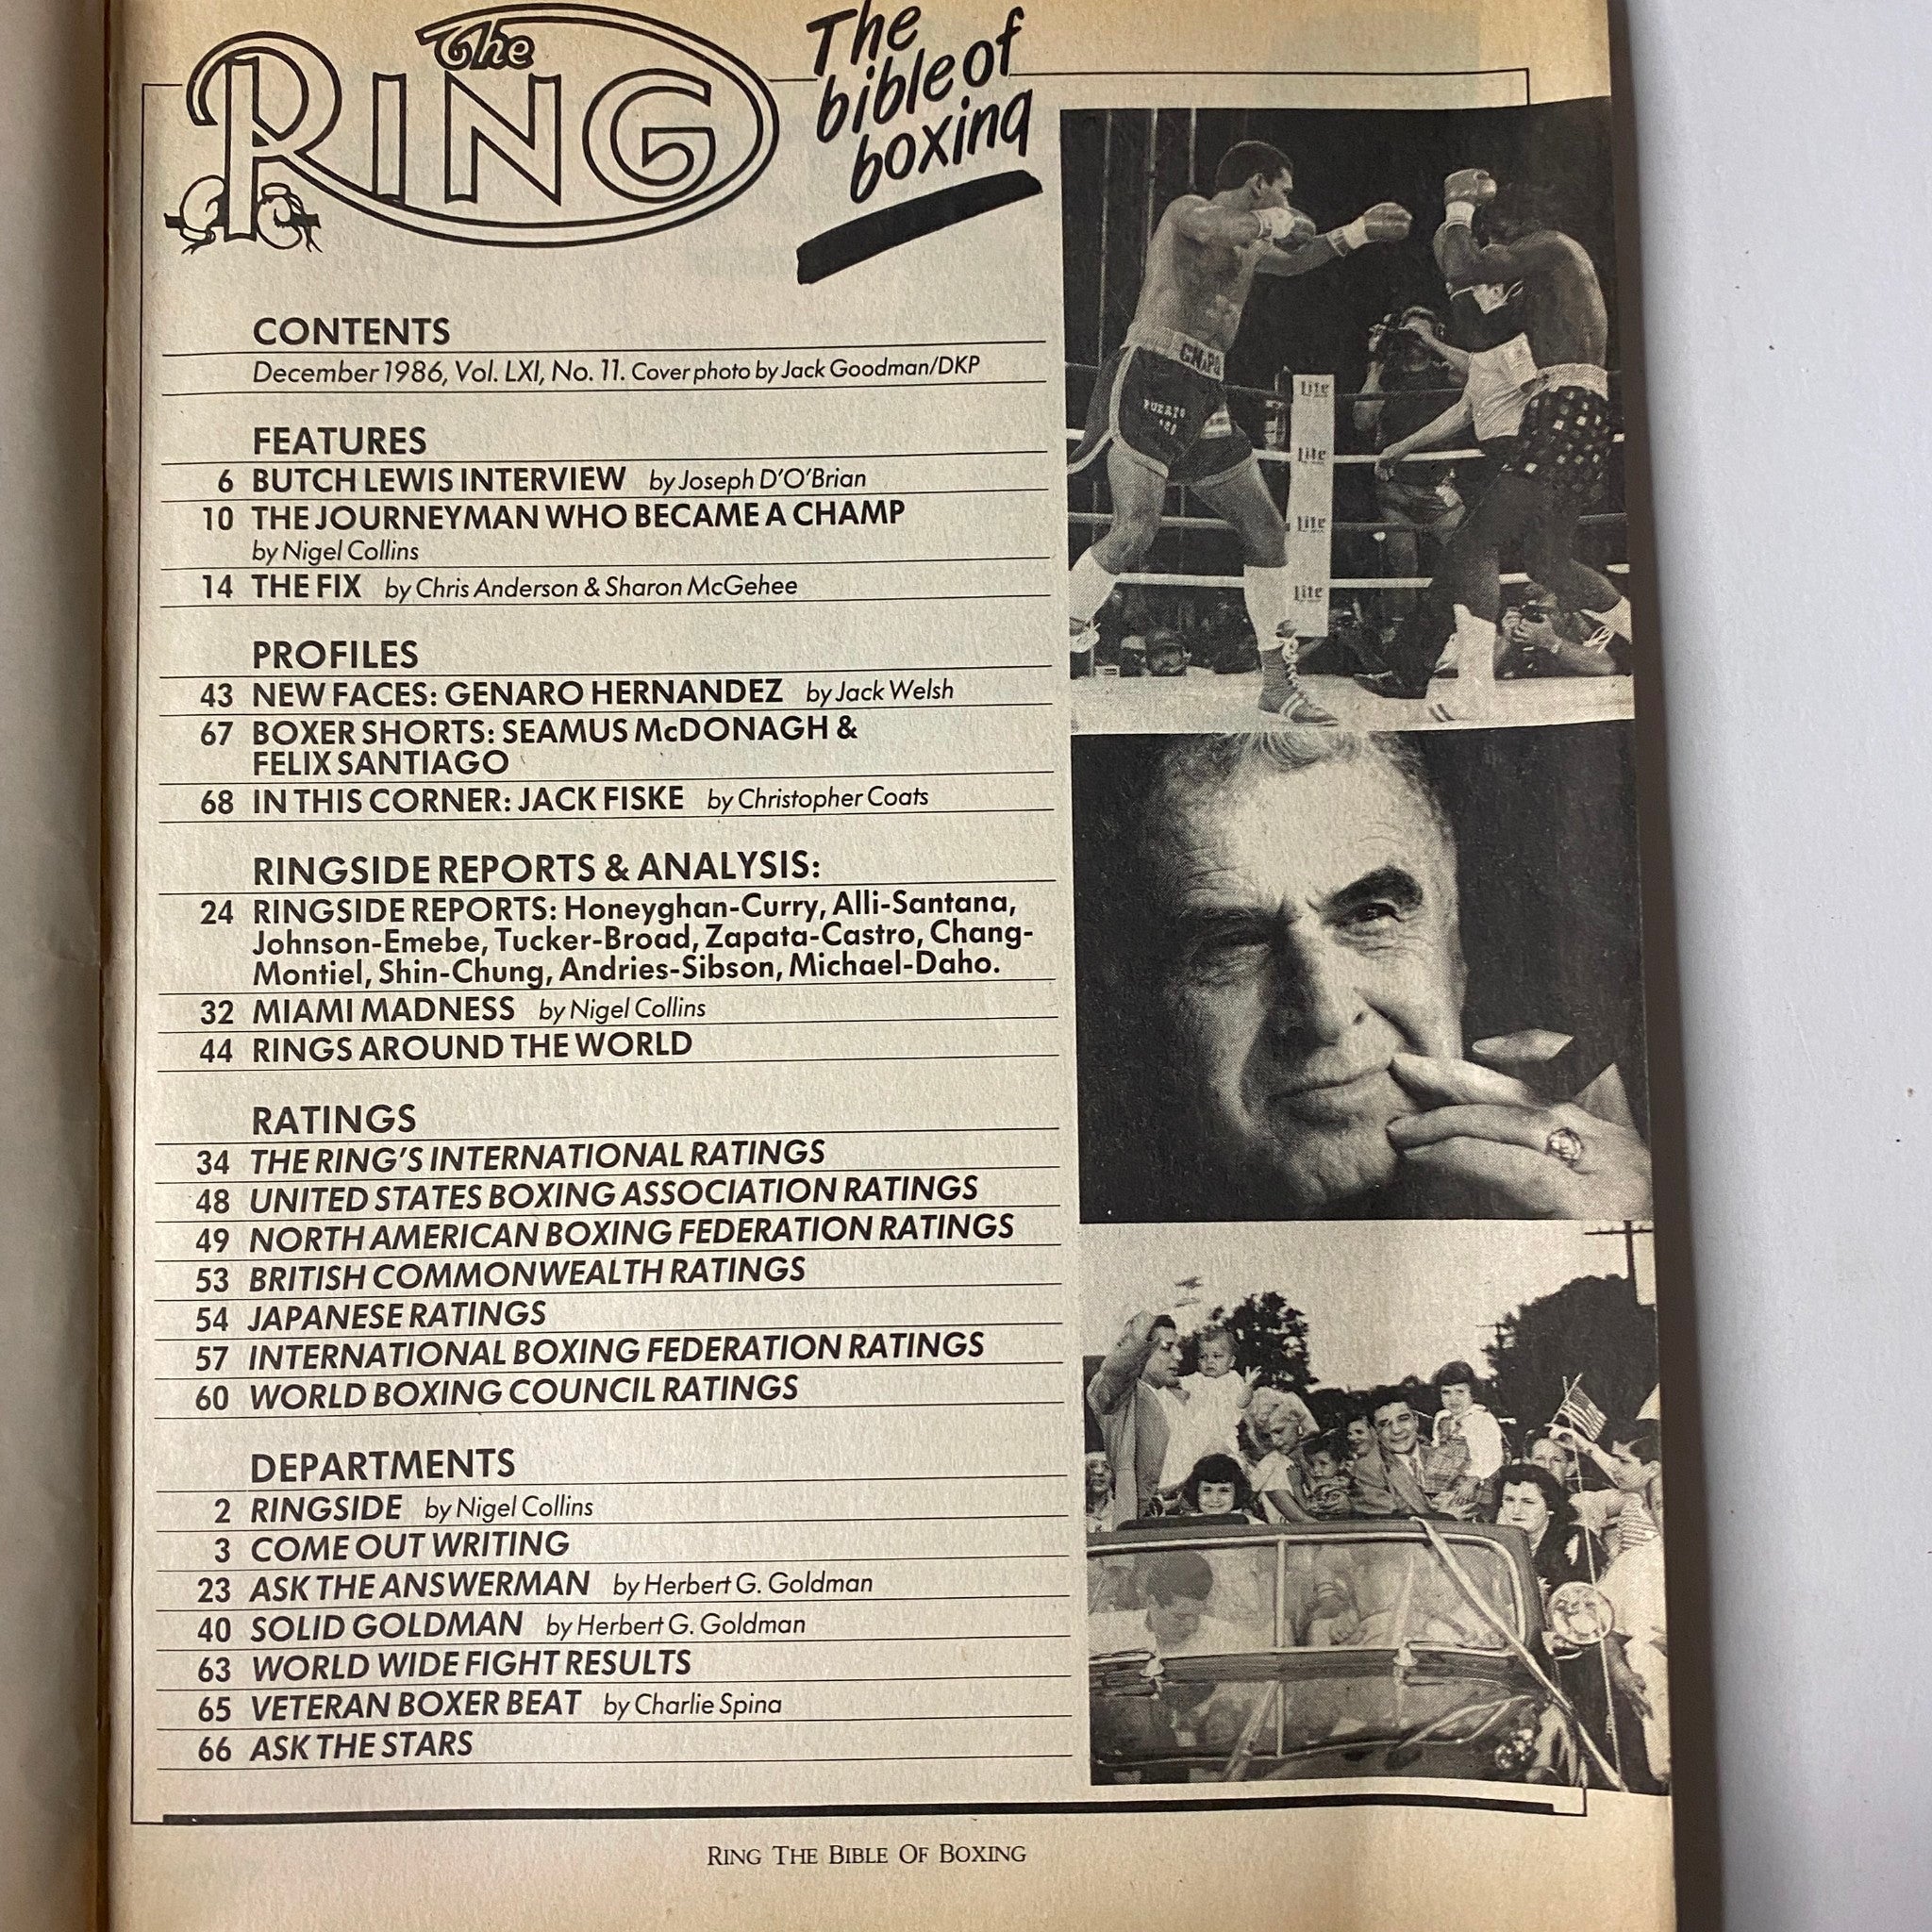 The
RING
The
bible of
boxing
CONTENTS
December 1986, Vol. LXI, No. 11. Cover photo by Jack Goodman/DKP
FEATURES
6 BUTCH LEWIS INTERVIEW by Joseph D'O'Brian
10 THE JOURNEYMAN WHO BECAME A CHAMP
by Nigel Collins
14 THE FIX by Chris Anderson & Sharon McGehee
PROFILES
43 NEW FACES: GENARO HERNANDEZ by Jack Welsh
67 BOXER SHORTS: SEAMUS McDONAGH &
FELIX SANTIAGO
68 IN THIS CORNER: JACK FISKE by Christopher Coats
RINGSIDE REPORTS & ANALYSIS:
24 RINGSIDE REPORTS: Honeyghan-Curry, Alli-Santana,
Johnson-Emebe, Tucker-Broad, Zapata-Castro, Chang-
Montiel, Shin-Chung, Andries-Sibson, Michael-Daho.
32 MIAMI MADNESS by Nigel Collins
44 RINGS AROUND THE WORLD
RATINGS
34 THE RING'S INTERNATIONAL RATINGS
48 UNITED STATES BOXING ASSOCIATION RATINGS
49 NORTH AMERICAN BOXING FEDERATION RATINGS
53 BRITISH COMMONWEALTH RATINGS
54 JAPANESE RATINGS
57 INTERNATIONAL BOXING FEDERATION RATINGS
60 WORLD BOXING COUNCIL RATINGS
DEPARTMENTS
2 RINGSIDE by Nigel Collins
3 COME OUT WRITING
23 ASK THE ANSWERMAN by Herbert G. Goldman
40 SOLID GOLDMAN by Herbert G. Goldman
63 WORLD WIDE FIGHT RESULTS
65 VETERAN BOXER BEAT by Charlie Spina
66 ASK THE STARS
PUERTO
Lite
Lite
Lite
Lite
RING THE BIBLE OF BOXING